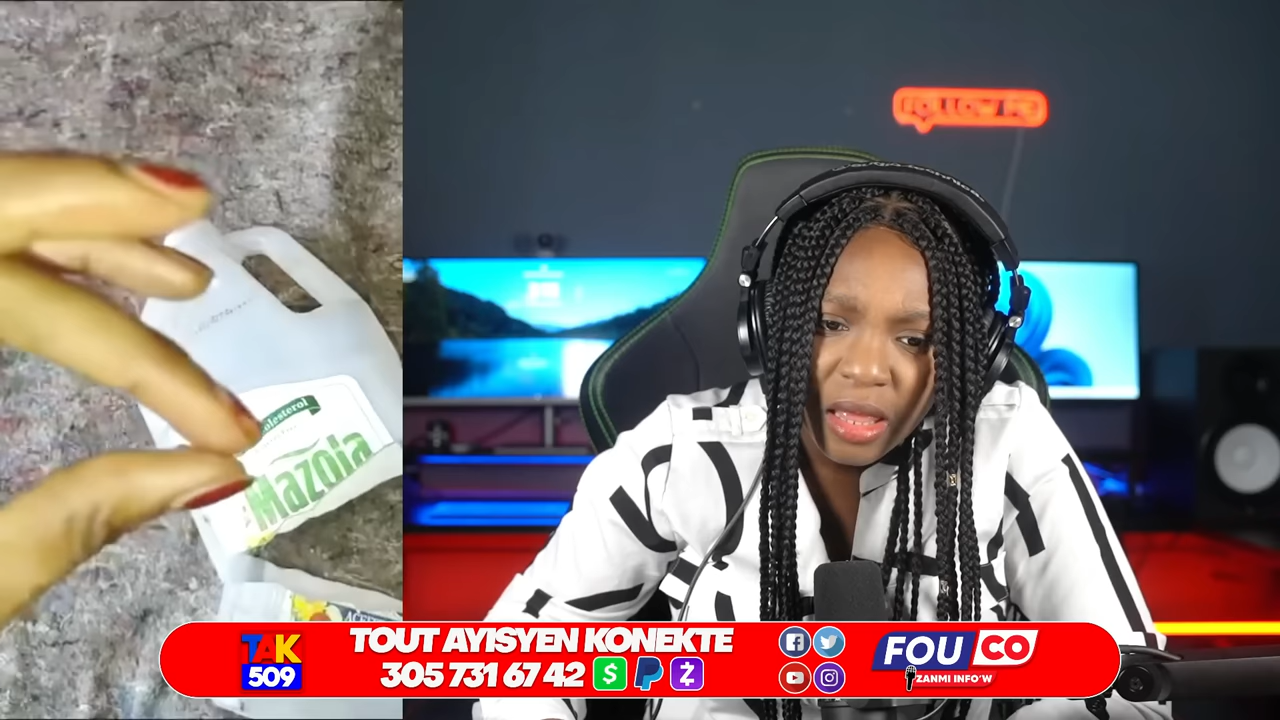 FOLLOW ME
Mazola
TAK
509
TOUT AYISYEN KONEKTE
305 731 67 42
FOU CO
ZANMI INFO'W